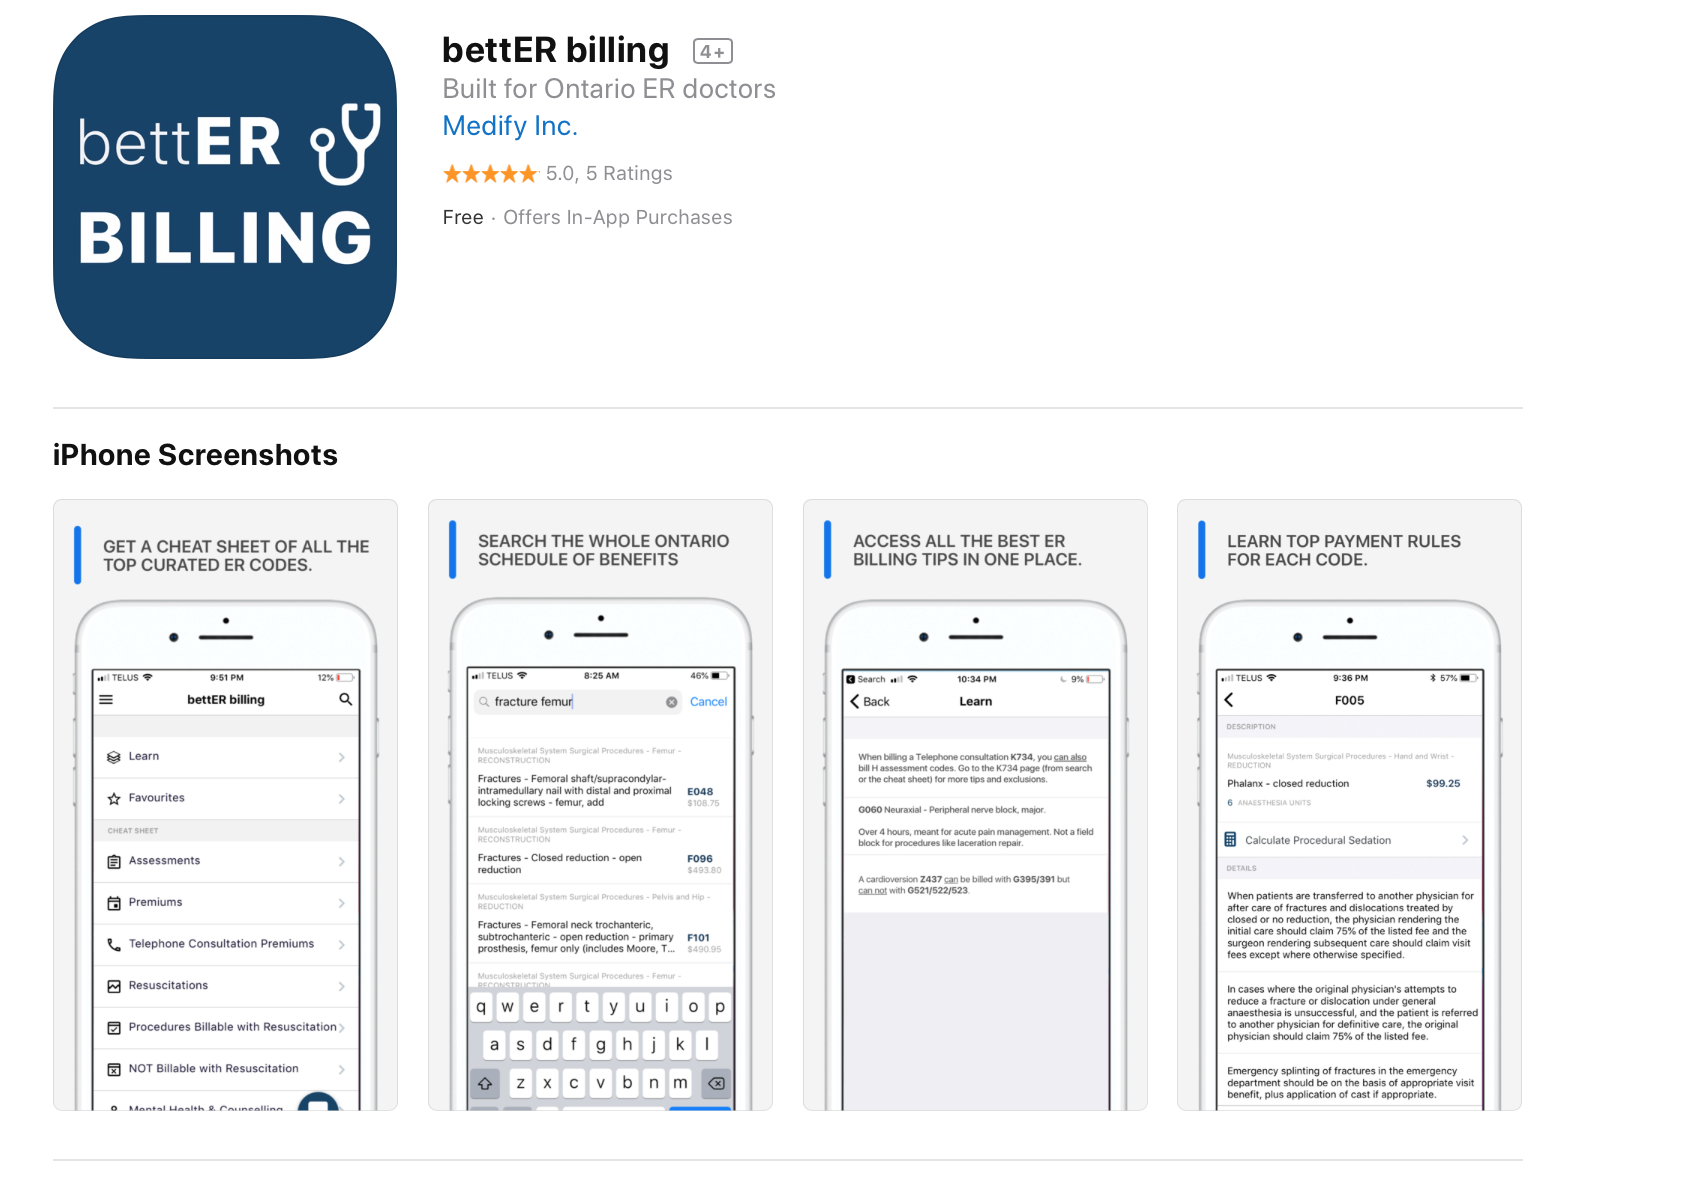 bettER
BILLING
bettER billing 4+
Built for Ontario ER doctors
Medify Inc.
5.0, 5 Ratings
Free · Offers In-App Purchases
iPhone Screenshots
GET A CHEAT SHEET OF ALL THE
TOP CURATED ER CODES.
TELUS 9:51 PM 12%
bettER billing
Learn
Favourites
CHEAT SHEET
Assessments
Premiums
Telephone Consultation Premiums
Resuscitations
Procedures Billable with Resuscitation
NOT Billable with Resuscitation
Mental Health & Counselling
SEARCH THE WHOLE ONTARIO
SCHEDULE OF BENEFITS
TELUS 8:25 AM 46%
fracture femur Cancel
Musculoskeletal System Surgical Procedures - Femur -
RECONSTRUCTION
Fractures - Femoral shaft/supracondylar-
intramedullary nail with distal and proximal E048
locking screws - femur, add $108.75
Musculoskeletal System Surgical Procedures - Femur -
RECONSTRUCTION
Fractures - Closed reduction - open F096
reduction $493.80
Musculoskeletal System Surgical Procedures - Pelvis and Hip -
REDUCTION
Fractures - Femoral neck trochanteric,
subtrochanteric - open reduction - primary F101
prosthesis, femur only (includes Moore, T... $490.95
Musculoskeletal System Surgical Procedures - Femur -
RECONSTRUCTION
q w e r t y u i o p
a s d f g h j k l
z x c v b n m
ACCESS ALL THE BEST ER
BILLING TIPS IN ONE PLACE.
Search 10:34 PM 9%
Back Learn
When billing a Telephone consultation K734, you can also
bill H assessment codes. Go to the K734 page (from search
or the cheat sheet) for more tips and exclusions.
G060 Neuraxial - Peripheral nerve block, major.
Over 4 hours, meant for acute pain management. Not a field
block for procedures like laceration repair.
A cardioversion Z437 can be billed with G395/391 but
can not with G521/522/523.
LEARN TOP PAYMENT RULES
FOR EACH CODE.
TELUS 9:36 PM 57%
F005
DESCRIPTION
Musculoskeletal System Surgical Procedures - Hand and Wrist -
REDUCTION
Phalanx - closed reduction $99.25
6 ANAESTHESIA UNITS
Calculate Procedural Sedation
DETAILS
When patients are transferred to another physician for
after care of fractures and dislocations treated by
closed or no reduction, the physician rendering the
initial care should claim 75% of the listed fee and the
surgeon rendering subsequent care should claim visit
fees except where otherwise specified.
In cases where the original physician's attempts to
reduce a fracture or dislocation under general
anaesthesia is unsuccessful, and the patient is referred
to another physician for definitive care, the original
physician should claim 75% of the listed fee.
Emergency splinting of fractures in the emergency
department should be on the basis of appropriate visit
benefit, plus application of cast if appropriate.